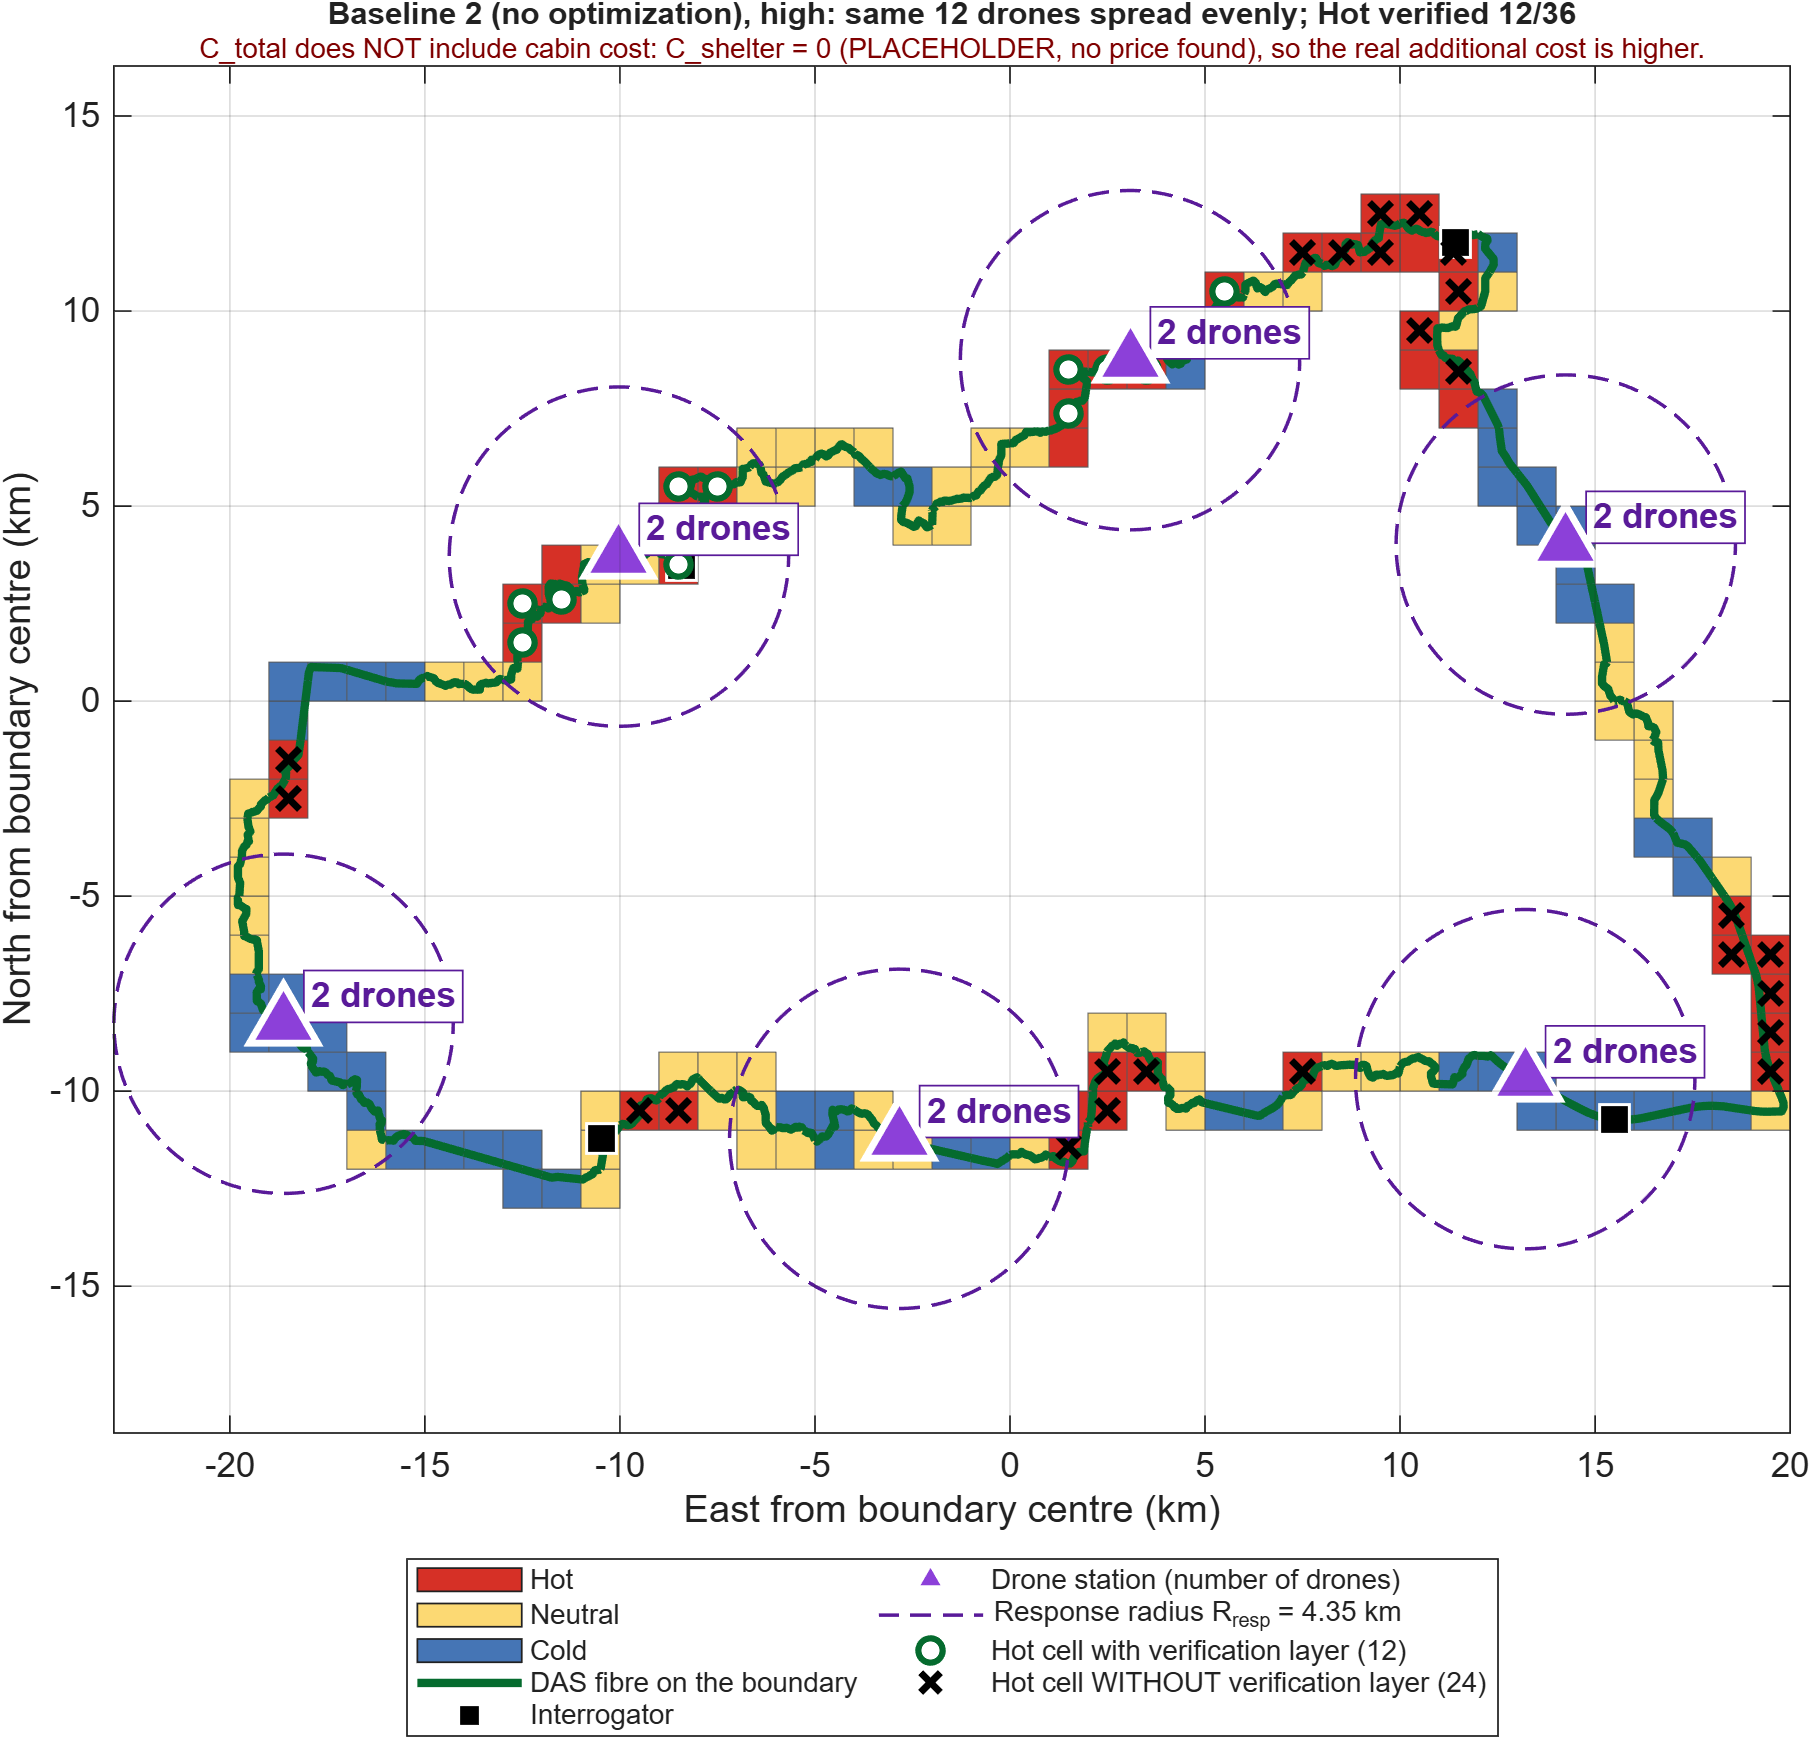 Baseline 2 (no optimization), high: same 12 drones spread evenly; Hot verified 12/36
C_total does NOT include cabin cost: C_shelter = 0 (PLACEHOLDER, no price found), so the real additional cost is higher.
North from boundary centre (km)
15
10
5
0
-5
-10
-15
2 drones
2 drones
2 drones
2 drones
2 drones
2 drones
-20
-15
-10
-5
0
5
10
15
20
East from boundary centre (km)
Hot
Neutral
Cold
DAS fibre on the boundary
Interrogator
Drone station (number of drones)
Response radius Rresp = 4.35 km
Hot cell with verification layer (12)
Hot cell WITHOUT verification layer (24)